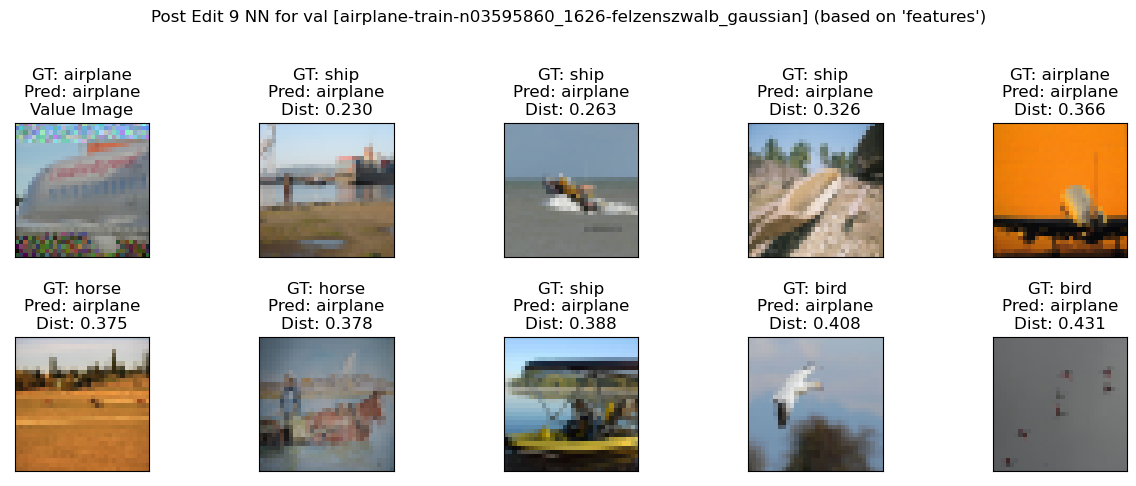 Post Edit 9 NN for val [airplane-train-n03595860_1626-felzenszwalb_gaussian] (based on 'features')
GT: airplane
Pred: airplane
Value Image
GT: ship
Pred: airplane
Dist: 0.230
GT: ship
Pred: airplane
Dist: 0.263
GT: ship
Pred: airplane
Dist: 0.326
GT: airplane
Pred: airplane
Dist: 0.366
GT: horse
Pred: airplane
Dist: 0.375
GT: horse
Pred: airplane
Dist: 0.378
GT: ship
Pred: airplane
Dist: 0.388
GT: bird
Pred: airplane
Dist: 0.408
GT: bird
Pred: airplane
Dist: 0.431